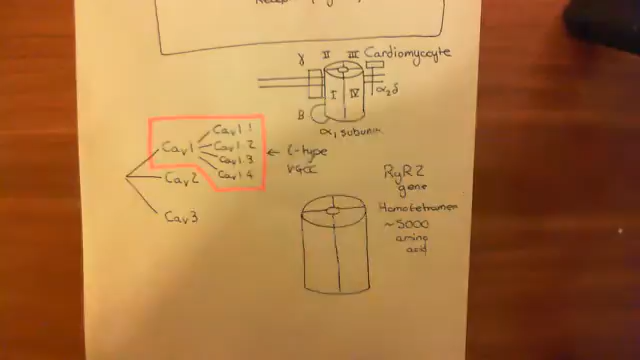 γ II III Cardiomyocyte
I IV α2δ
B
α1 subunit
Cav1
Cav1.1
Cav1.2
Cav1.3
Cav1.4
← L-type
Cav2
Cav3
RyR2
gene
Homotetramer
~5000
amino
acid